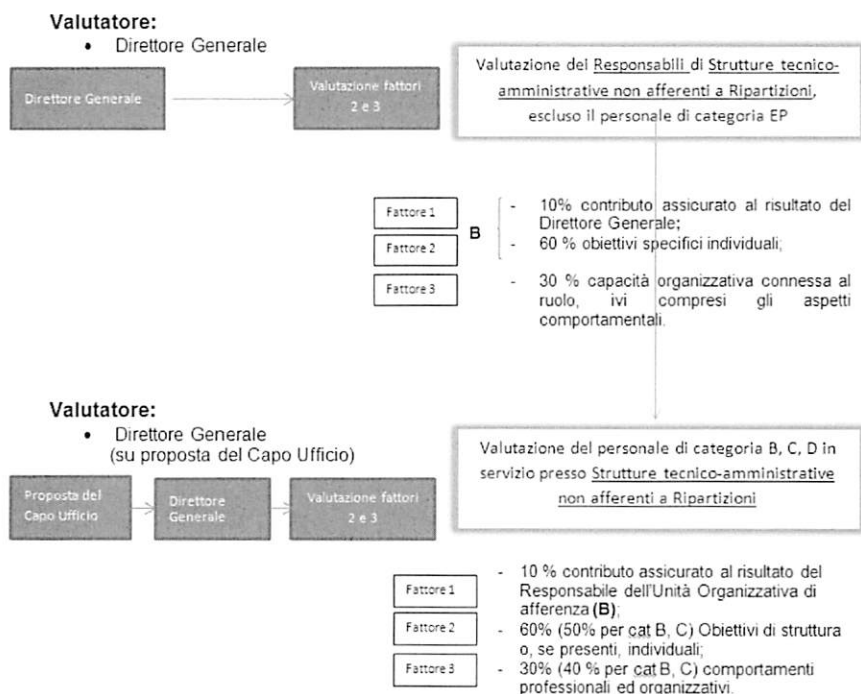 Valutatore:
• Direttore Generale
Direttore Generale
Valutazione fattori
2 e 3
Valutazione dei Responsabili di Strutture tecnico-
amministrative non afferenti a Ripartizioni,
escluso il personale di categoria EP
Fattore 1
Fattore 2
Fattore 3
B
- 10% contributo assicurato al risultato del
Direttore Generale;
- 60 % obiettivi specifici individuali;
- 30 % capacità organizzativa connessa al
ruolo, ivi compresi gli aspetti
comportamentali.
Valutatore:
• Direttore Generale
(su proposta del Capo Ufficio)
Proposta del
Capo Ufficio
Direttore
Generale
Valutazione fattori
2 e 3
Valutazione del personale di categoria B, C, D in
servizio presso Strutture tecnico-amministrative
non afferenti a Ripartizioni
Fattore 1
Fattore 2
Fattore 3
- 10 % contributo assicurato al risultato del
Responsabile dell'Unità Organizzativa di
afferenza (B);
- 60% (50% per cat B, C) Obiettivi di struttura
o, se presenti, individuali;
- 30% (40 % per cat B, C) comportamenti
professionali ed organizzativi.